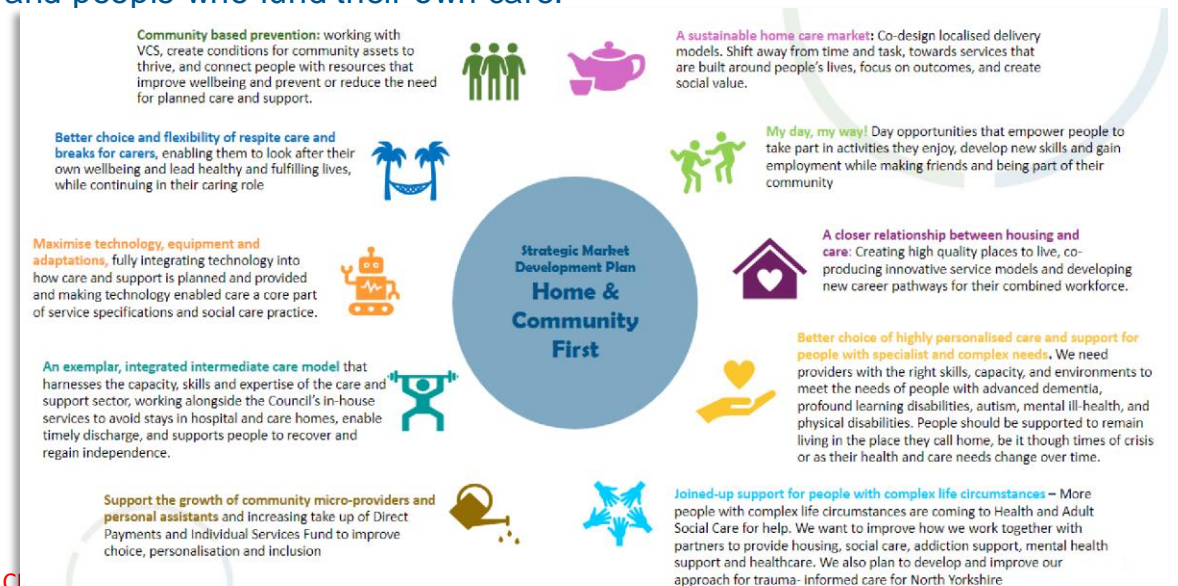 and people who fund their own care.
Community based prevention: working with
VCS, create conditions for community assets to
thrive, and connect people with resources that
improve wellbeing and prevent or reduce the need
for planned care and support.
A sustainable home care market: Co-design localised delivery
models. Shift away from time and task, towards services that
are built around people's lives, focus on outcomes, and create
social value.
Better choice and flexibility of respite care and
breaks for carers, enabling them to look after their
own wellbeing and lead healthy and fulfilling lives,
while continuing in their caring role
My day, my way! Day opportunities that empower people to
take part in activities they enjoy, develop new skills and gain
employment while making friends and being part of their
community
Maximise technology, equipment and
adaptations, fully integrating technology into
how care and support is planned and provided
and making technology enabled care a core part
of service specifications and social care practice.
Strategic Market
Development Plan
Home &
Community
First
A closer relationship between housing and
care: Creating high quality places to live, co-
producing innovative service models and developing
new career pathways for their combined workforce.
An exemplar, integrated intermediate care model that
harnesses the capacity, skills and expertise of the care and
support sector, working alongside the Council's in-house
services to avoid stays in hospital and care homes, enable
timely discharge, and supports people to recover and
regain independence.
Better choice of highly personalised care and support for
people with specialist and complex needs. We need
providers with the right skills, capacity, and environments to
meet the needs of people with advanced dementia,
profound learning disabilities, autism, mental ill-health, and
physical disabilities. People should be supported to remain
living in the place they call home, be it though times of crisis
or as their health and care needs change over time.
Support the growth of community micro-providers and
personal assistants and increasing take up of Direct
Payments and Individual Services Fund to improve
choice, personalisation and inclusion
Joined-up support for people with complex life circumstances – More
people with complex life circumstances are coming to Health and Adult
Social Care for help. We want to improve how we work together with
partners to provide housing, social care, addiction support, mental health
support and healthcare. We also plan to develop and improve our
approach for trauma- informed care for North Yorkshire